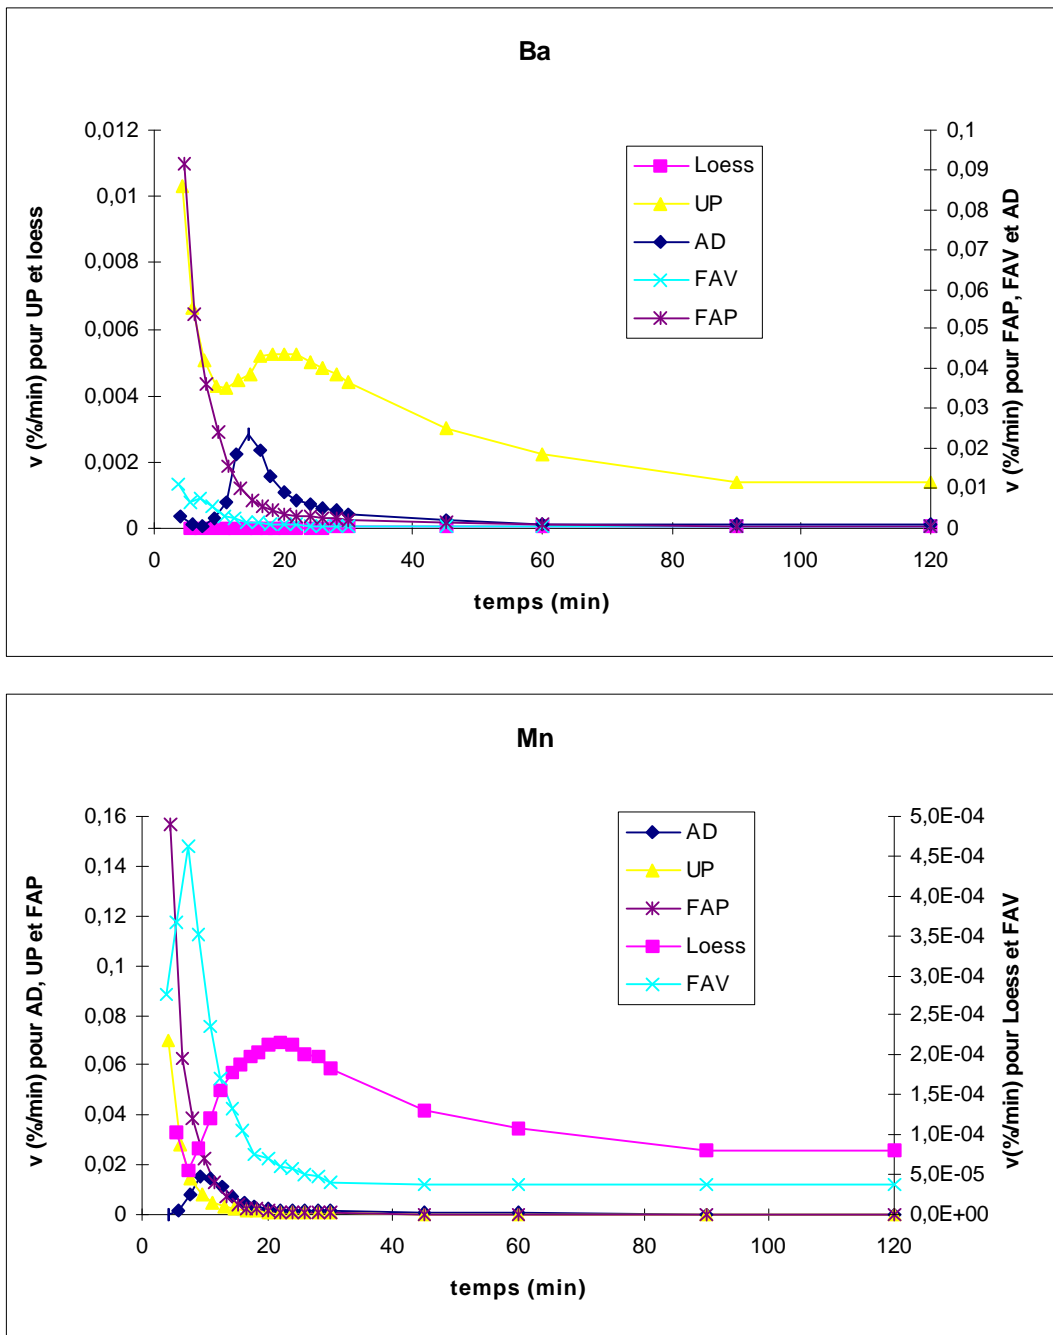 Ba
v (%/min) pour UP et loess
0,012
0,01
0,008
0,006
0,004
0,002
0
0,1
0,09
0,08
0,07
0,06
0,05
0,04
0,03
0,02
0,01
0
v (%/min) pour FAP, FAV et AD
Loess
UP
AD
FAV
FAP
0 20 40 60 80 100 120
temps (min)
Mn
v (%/min) pour AD, UP et FAP
0,16
0,14
0,12
0,1
0,08
0,06
0,04
0,02
0
5,0E-04
4,5E-04
4,0E-04
3,5E-04
3,0E-04
2,5E-04
2,0E-04
1,5E-04
1,0E-04
5,0E-05
0,0E+00
v(%/min) pour Loess et FAV
AD
UP
FAP
Loess
FAV
0 20 40 60 80 100 120
temps (min)